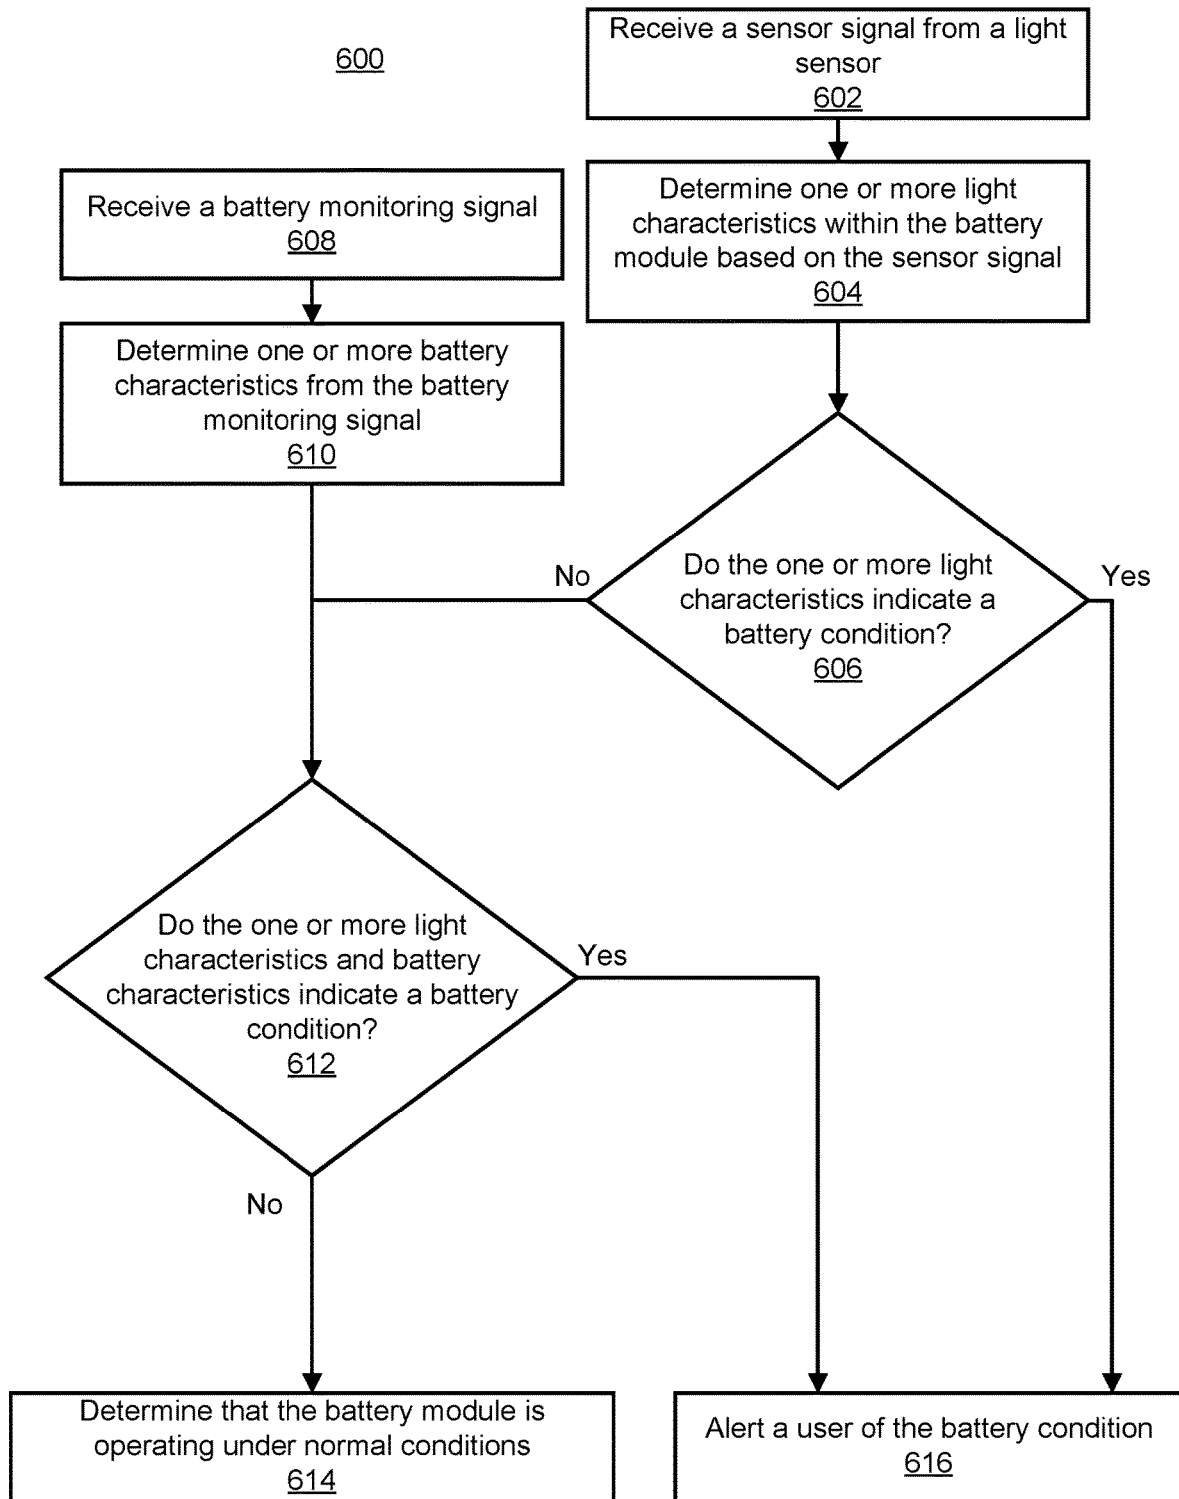 600
Receive a sensor signal from a light
sensor
602
Determine one or more light
characteristics within the battery
module based on the sensor signal
604
Receive a battery monitoring signal
608
Determine one or more battery
characteristics from the battery
monitoring signal
610
No
Do the one or more light
characteristics indicate a
battery condition?
606
Yes
Do the one or more light
characteristics and battery
characteristics indicate a battery
condition?
612
Yes
No
Determine that the battery module is
operating under normal conditions
614
Alert a user of the battery condition
616